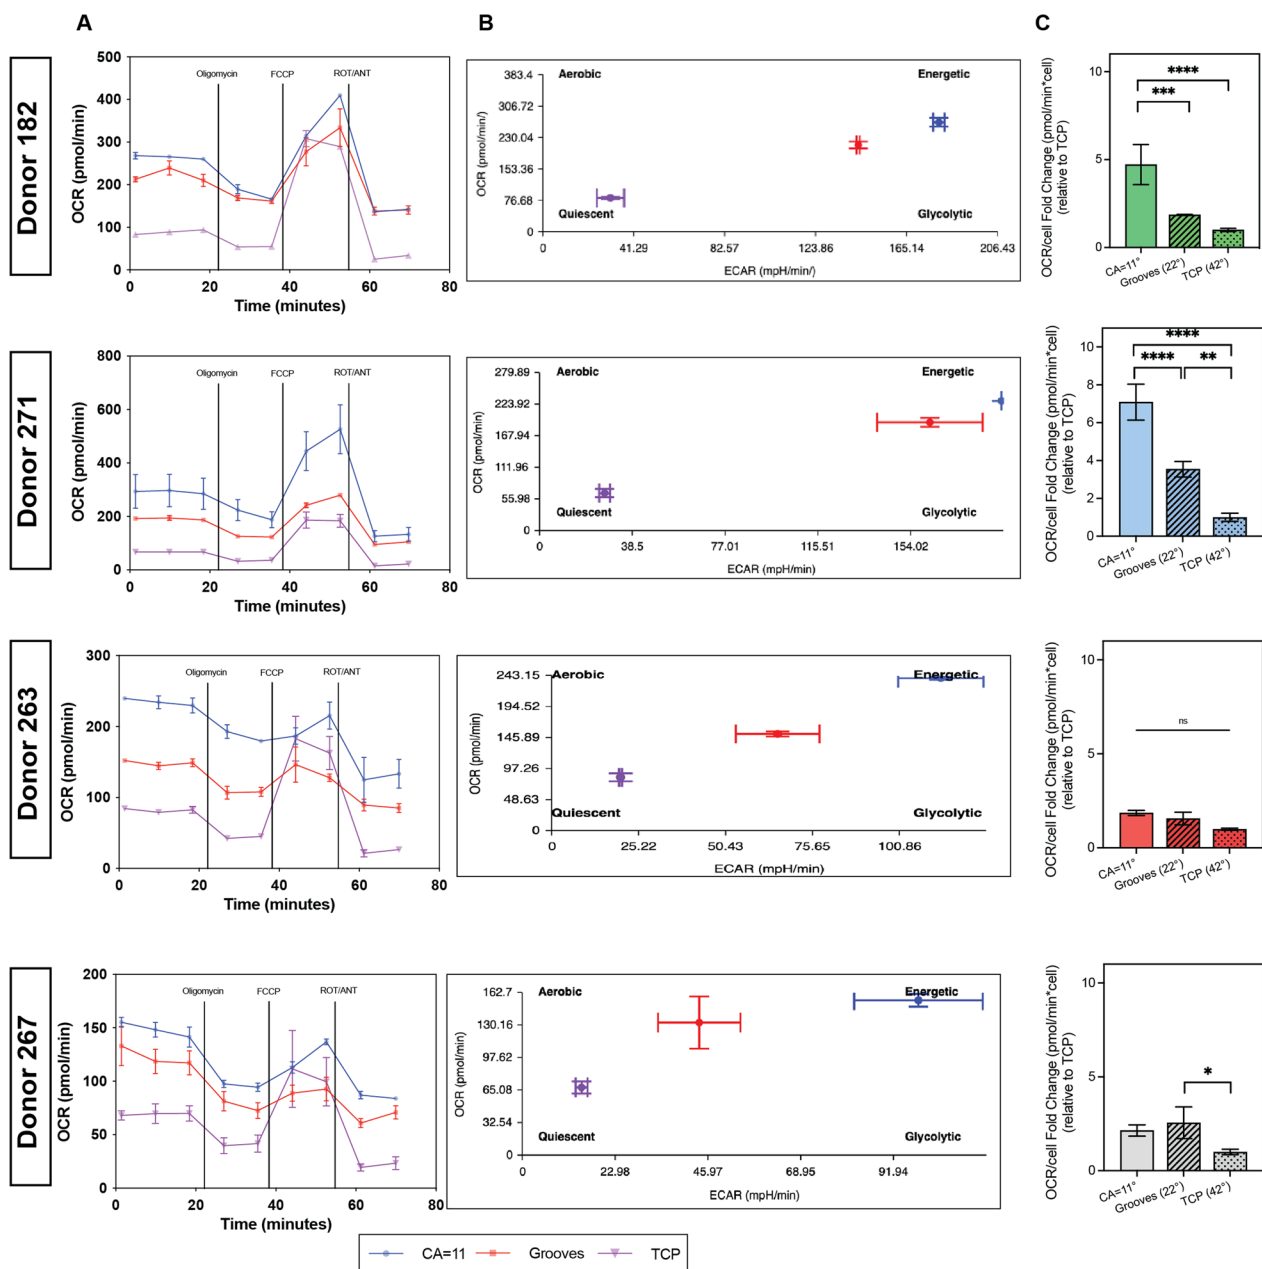 A
B
C
Donor 182
OCR (pmol/min)
500
400
300
200
100
0
Oligomycin
FCCP
ROT/ANT
0
20
40
60
80
Time (minutes)
OCR (pmol/min/)
383.4
306.72
230.04
153.36
76.68
0
Aerobic
Energetic
Quiescent
Glycolytic
0
41.29
82.57
123.86
165.14
206.43
ECAR (mpH/min/)
OCR/cell Fold Change (pmol/min*cell)
(relative to TCP)
10
5
0
****
***
CA=11°
Grooves (22°)
TCP (42°)
Donor 271
OCR (pmol/min)
800
600
400
200
0
Oligomycin
FCCP
ROT/ANT
0
20
40
60
80
Time (minutes)
OCR (pmol/min)
279.89
223.92
167.94
111.96
55.98
0
Aerobic
Energetic
Quiescent
Glycolytic
0
38.5
77.01
115.51
154.02
ECAR (mpH/min)
OCR/cell Fold Change (pmol/min*cell)
(relative to TCP)
10
8
6
4
2
0
****
****
**
CA=11°
Grooves (22°)
TCP (42°)
Donor 263
OCR (pmol/min)
300
200
100
0
Oligomycin
FCCP
ROT/ANT
0
20
40
60
80
Time (minutes)
OCR (pmol/min)
243.15
194.52
145.89
97.26
48.63
0
Aerobic
Energetic
Quiescent
Glycolytic
0
25.22
50.43
75.65
100.86
ECAR (mpH/min)
OCR/cell Fold Change (pmol/min*cell)
(relative to TCP)
10
5
0
ns
CA=11°
Grooves (22°)
TCP (42°)
Donor 267
OCR (pmol/min)
200
150
100
50
0
Oligomycin
FCCP
ROT/ANT
0
20
40
60
80
Time (minutes)
OCR (pmol/min)
162.7
130.16
97.62
65.08
32.54
0
Aerobic
Energetic
Quiescent
Glycolytic
0
22.98
45.97
68.95
91.94
ECAR (mpH/min)
OCR/cell Fold Change (pmol/min*cell)
(relative to TCP)
10
5
0
*
CA=11°
Grooves (22°)
TCP (42°)
CA=11
Grooves
TCP